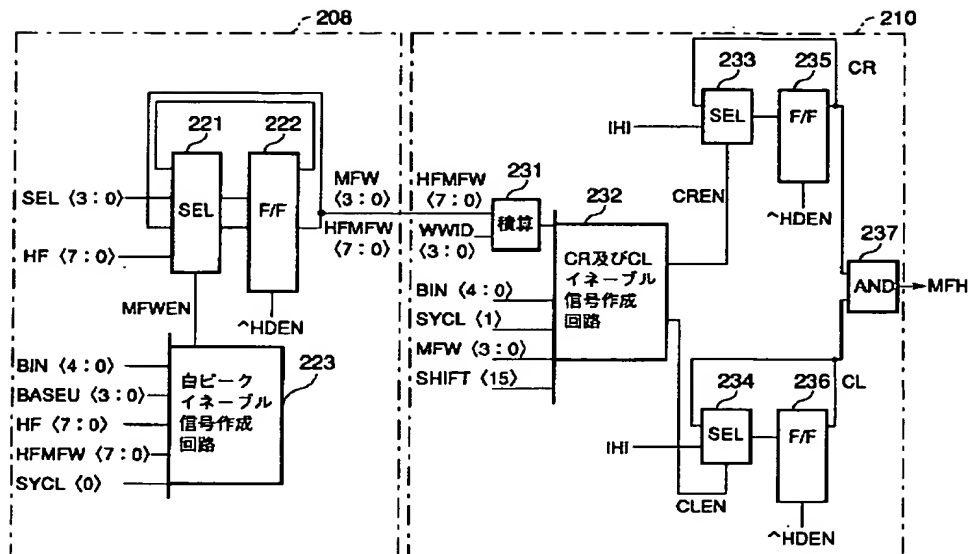 208
221
222
SEL
F/F
SEL 〈3:0〉
HF 〈7:0〉
MFWEN
^HDEN
MFW
〈3:0〉
HFMFW
〈7:0〉
BIN 〈4:0〉
BASEU 〈3:0〉
HF 〈7:0〉
HFMFW 〈7:0〉
SYCL 〈0〉
白ピーク
イネーブル
信号作成
回路
223
210
HFMFW
〈7:0〉
WWID
〈3:0〉
231
積算
232
BIN 〈4:0〉
SYCL 〈1〉
MFW 〈3:0〉
SHIFT 〈15〉
CR及びCL
イネーブル
信号作成
回路
233
SEL
IHI
CREN
235
F/F
CR
^HDEN
237
AND
MFH
234
SEL
IHI
CLEN
236
F/F
CL
^HDEN